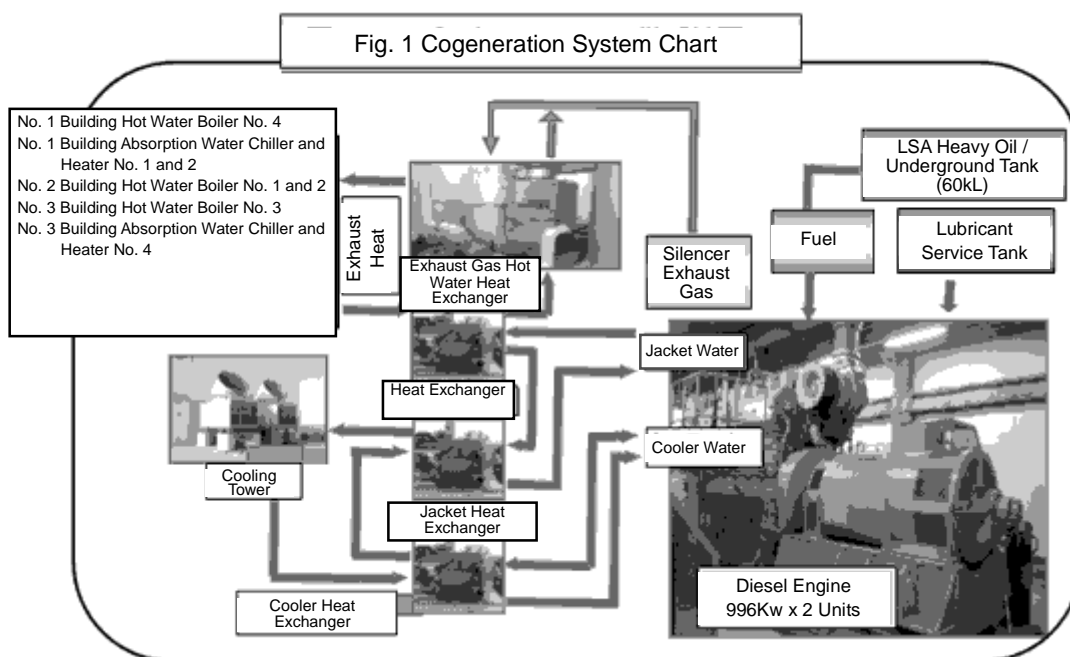 Fig. 1 Cogeneration System Chart
No. 1 Building Hot Water Boiler No. 4
No. 1 Building Absorption Water Chiller and
Heater No. 1 and 2
No. 2 Building Hot Water Boiler No. 1 and 2
No. 3 Building Hot Water Boiler No. 3
No. 3 Building Absorption Water Chiller and
Heater No. 4
Exhaust
Heat
Exhaust Gas Hot
Water Heat
Exchanger
Silencer
Exhaust
Gas
LSA Heavy Oil /
Underground Tank
(60kL)
Fuel
Lubricant
Service Tank
Jacket Water
Heat Exchanger
Cooler Water
Cooling
Tower
Jacket Heat
Exchanger
Cooler Heat
Exchanger
Diesel Engine
996Kw x 2 Units